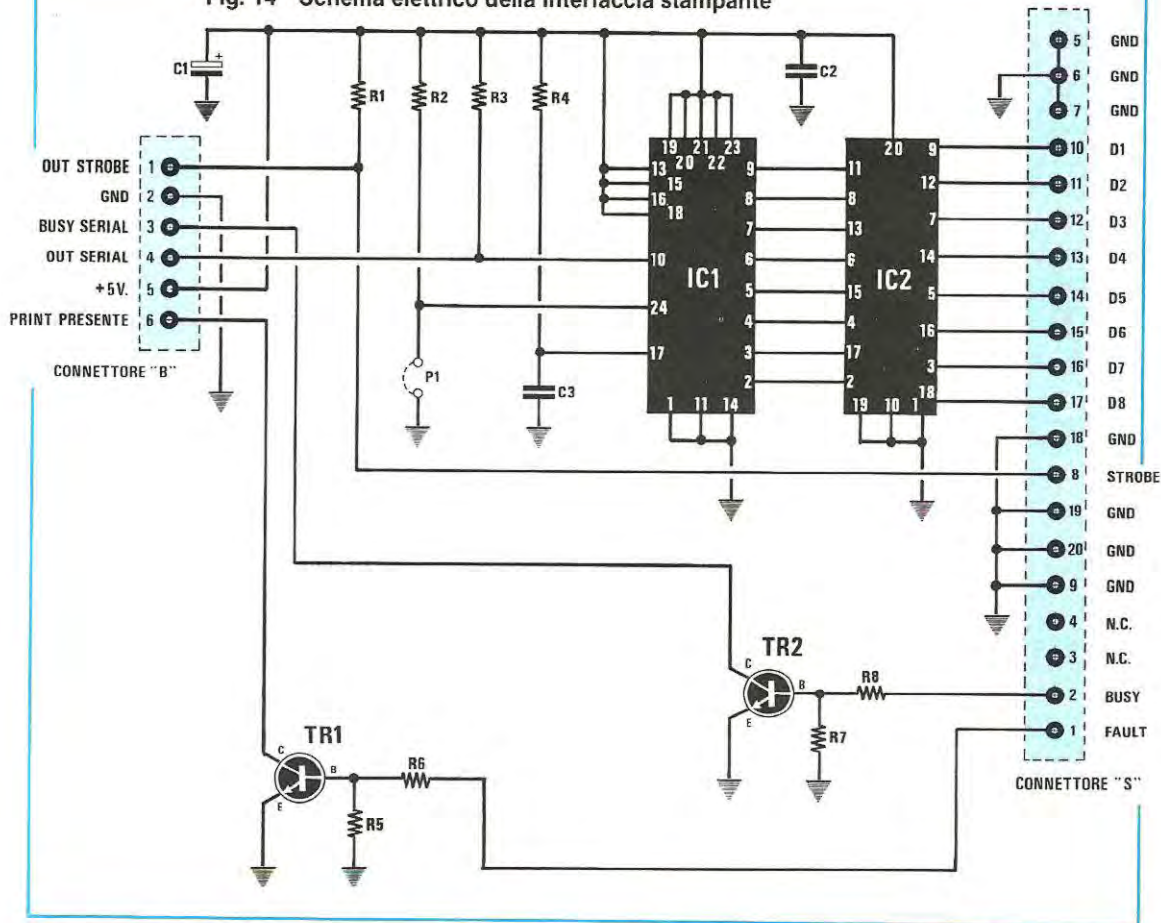 Fig. 14 - Schema elettrico della interfaccia stampante
C1
+
R1
R2
R3
R4
C2
OUT STROBE 1
GND 2
BUSY SERIAL 3
OUT SERIAL 4
+5V. 5
PRINT PRESENTE 6
CONNETTORE "B"
P1
C3
IC1
19 20 21 22 23
13
15
16
18
10
24
17
9
8
7
6
5
4
3
2
1 11 14
IC2
20
11
8
13
6
15
4
17
2
9
12
7
14
5
16
3
18
19 10 1
5 GND
6 GND
7 GND
10 D1
11 D2
12 D3
13 D4
14 D5
15 D6
16 D7
17 D8
18 GND
8 STROBE
19 GND
20 GND
9 GND
4 N.C.
3 N.C.
2 BUSY
1 FAULT
CONNETTORE "S"
TR2
C
B
E
R8
R7
TR1
C
B
E
R6
R5